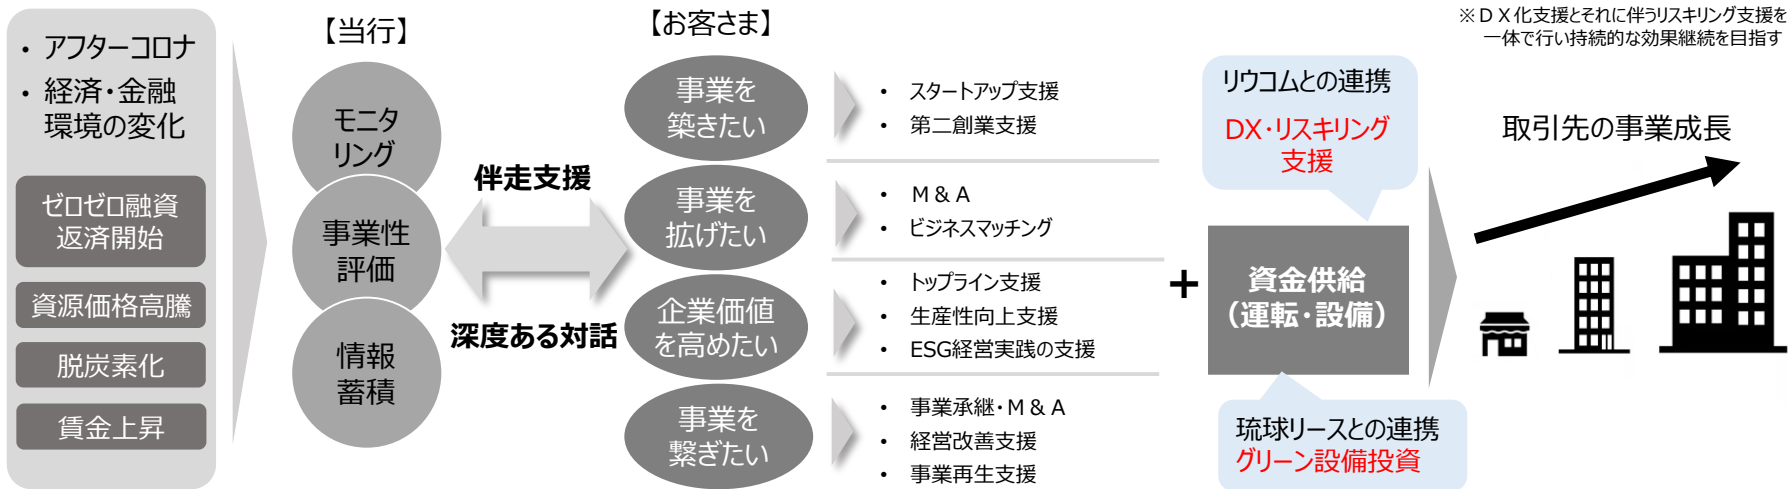 ・ アフターコロナ
・ 経済・金融
環境の変化
ゼロゼロ融資
返済開始
資源価格高騰
脱炭素化
賃金上昇
【当行】
モニタ
リング
事業性
評価
情報
蓄積
伴走支援
深度ある対話
【お客さま】
事業を
築きたい
• スタートアップ支援
• 第二創業支援
事業を
拡げたい
• M & A
• ビジネスマッチング
企業価値
を高めたい
• トップライン支援
• 生産性向上支援
• ESG経営実践の支援
事業を
繋ぎたい
• 事業承継・M & A
• 経営改善支援
• 事業再生支援
+
リウコムとの連携
DX・リスキリング
支援
資金供給
（運転・設備）
琉球リースとの連携
グリーン設備投資
※ＤＸ化支援とそれに伴うリスキリング支援を
一体で行い持続的な効果継続を目指す
取引先の事業成長